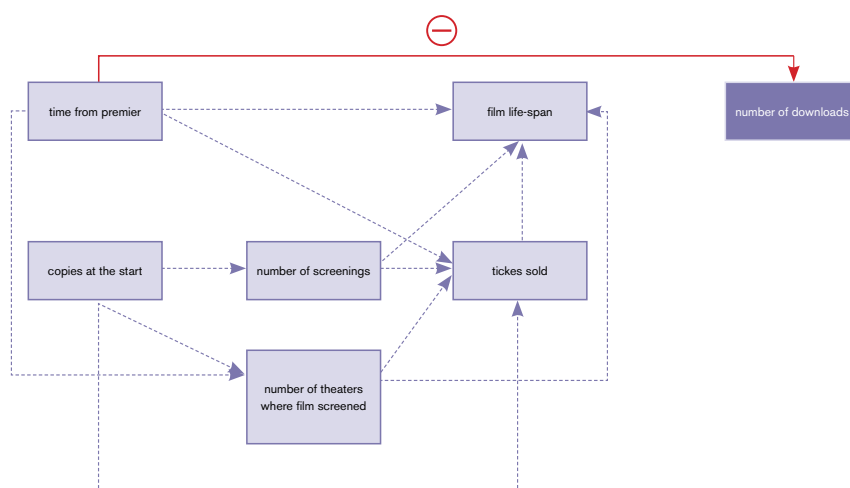 time from premier
film life-span
number of downloads
copies at the start
number of screenings
tickes sold
number of theaters
where film screened